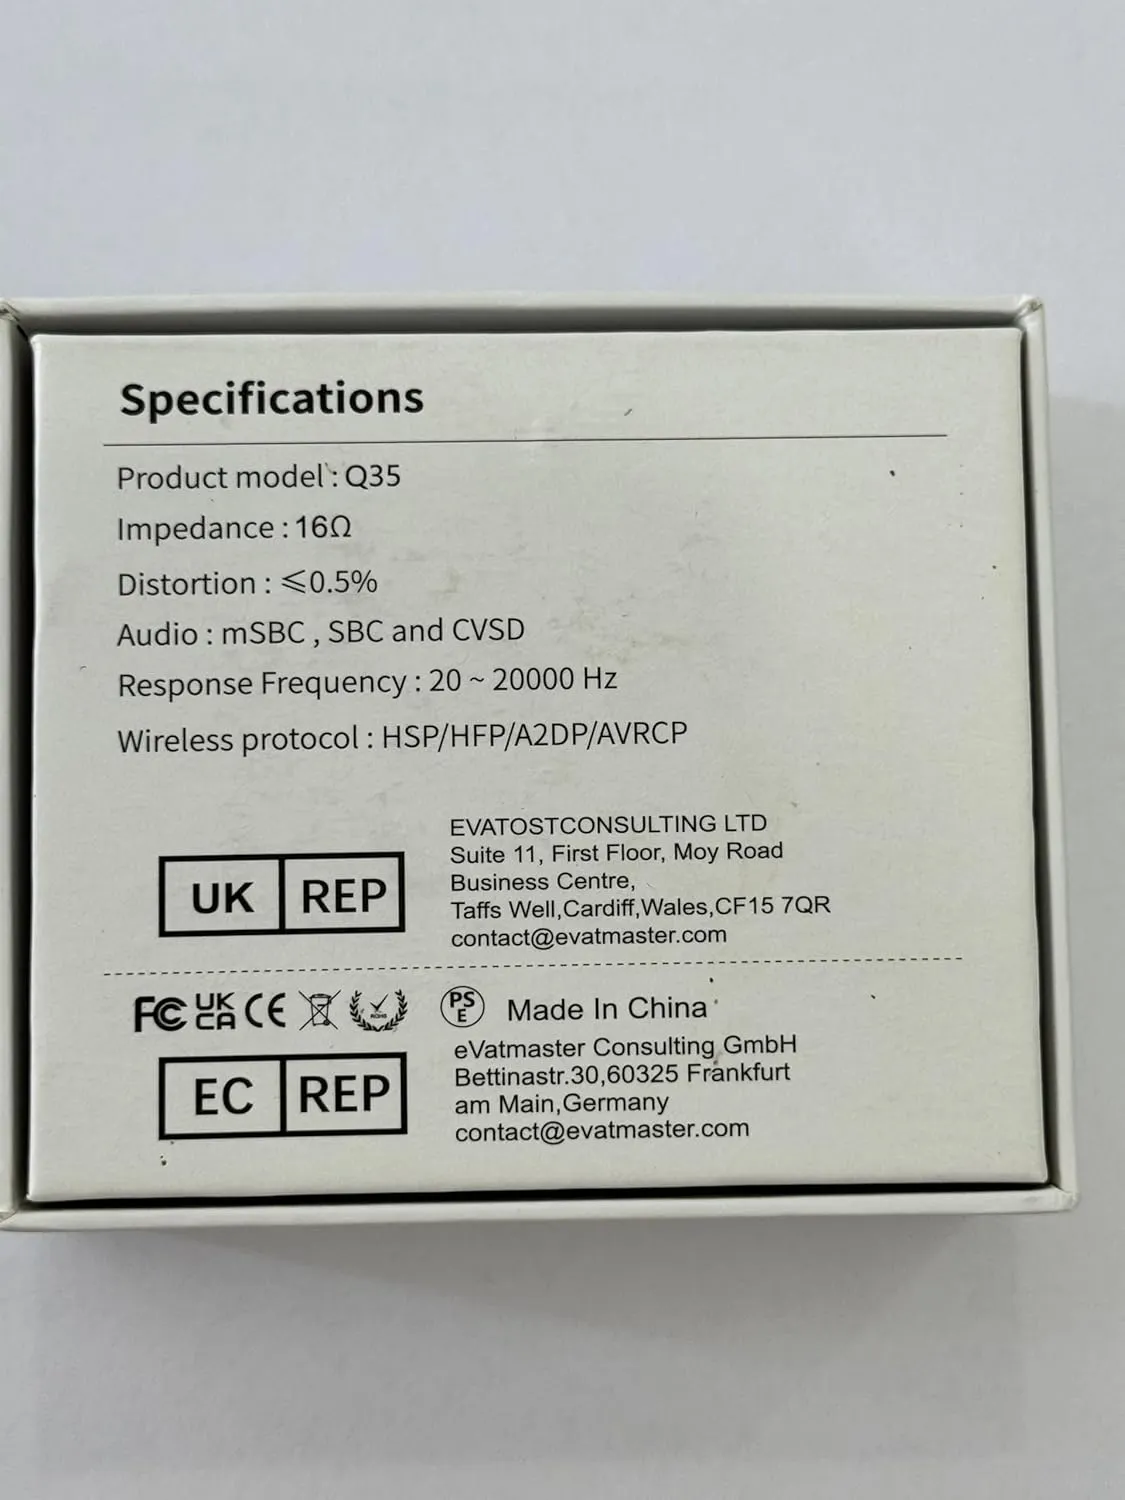 Specifications
Product model : Q35
Impedance : 16Ω
Distortion : ⩽0.5%
Audio : mSBC , SBC and CVSD
Response Frequency : 20 ~ 20000 Hz
Wireless protocol : HSP/HFP/A2DP/AVRCP
EVATOSTCONSULTING LTD
Suite 11, First Floor, Moy Road
Business Centre,
Taffs Well,Cardiff,Wales,CF15 7QR
contact@evatmaster.com
UK REP
FC UK CA CE ROHS PS E Made In China
eVatmaster Consulting GmbH
Bettinastr.30,60325 Frankfurt
am Main,Germany
contact@evatmaster.com
EC REP